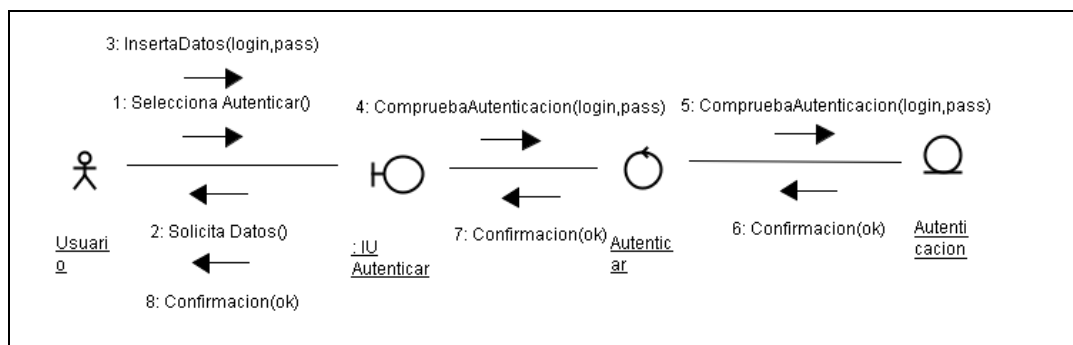 3: InsertaDatos(login,pass)
1: Selecciona Autenticar()
4: CompruebaAutenticacion(login,pass)
5: CompruebaAutenticacion(login,pass)
2: Solicita Datos()
7: Confirmacion(ok)
6: Confirmacion(ok)
Usuari
o
: IU
Autenticar
Autentic
ar
Autenti
cacion
8: Confirmacion(ok)